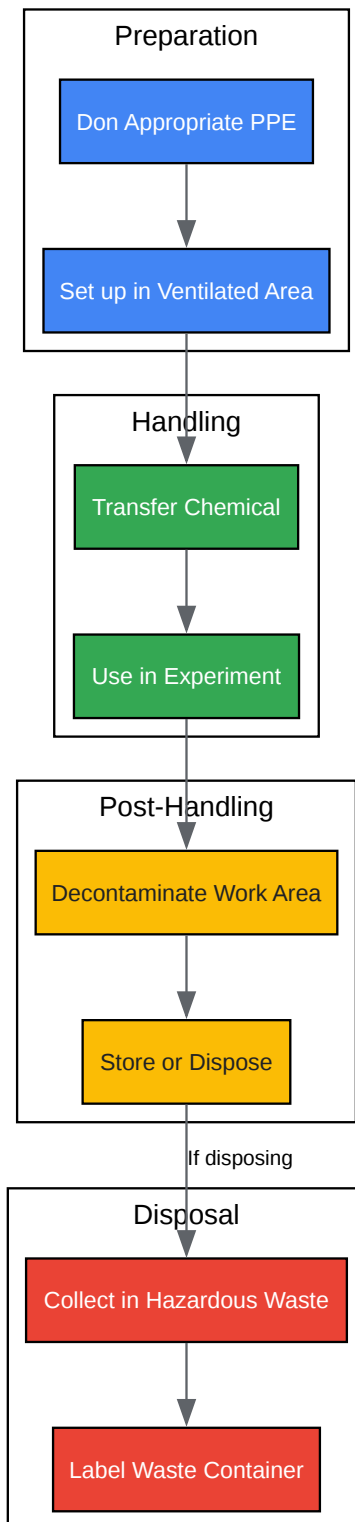 Preparation
Don Appropriate PPE
Set up in Ventilated Area
Handling
Transfer Chemical
Use in Experiment
Post-Handling
Decontaminate Work Area
Store or Dispose
If disposing
Disposal
Collect in Hazardous Waste
Label Waste Container